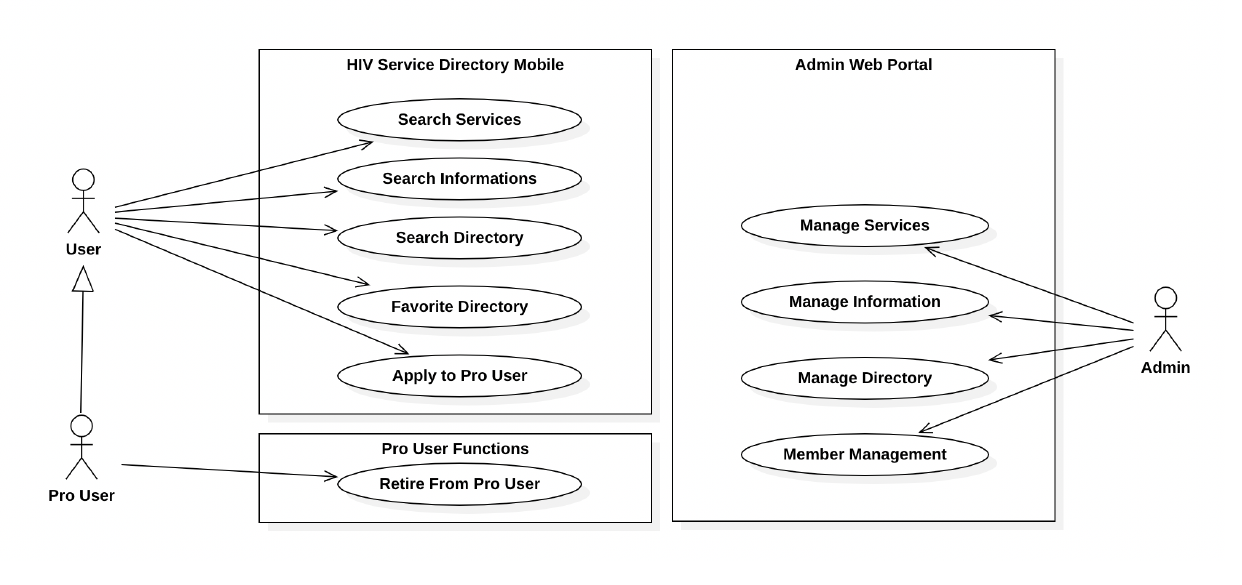 HIV Service Directory Mobile
Search Services
Search Informations
Search Directory
Favorite Directory
Apply to Pro User
User
Pro User Functions
Retire From Pro User
Pro User
Admin Web Portal
Manage Services
Manage Information
Manage Directory
Member Management
Admin